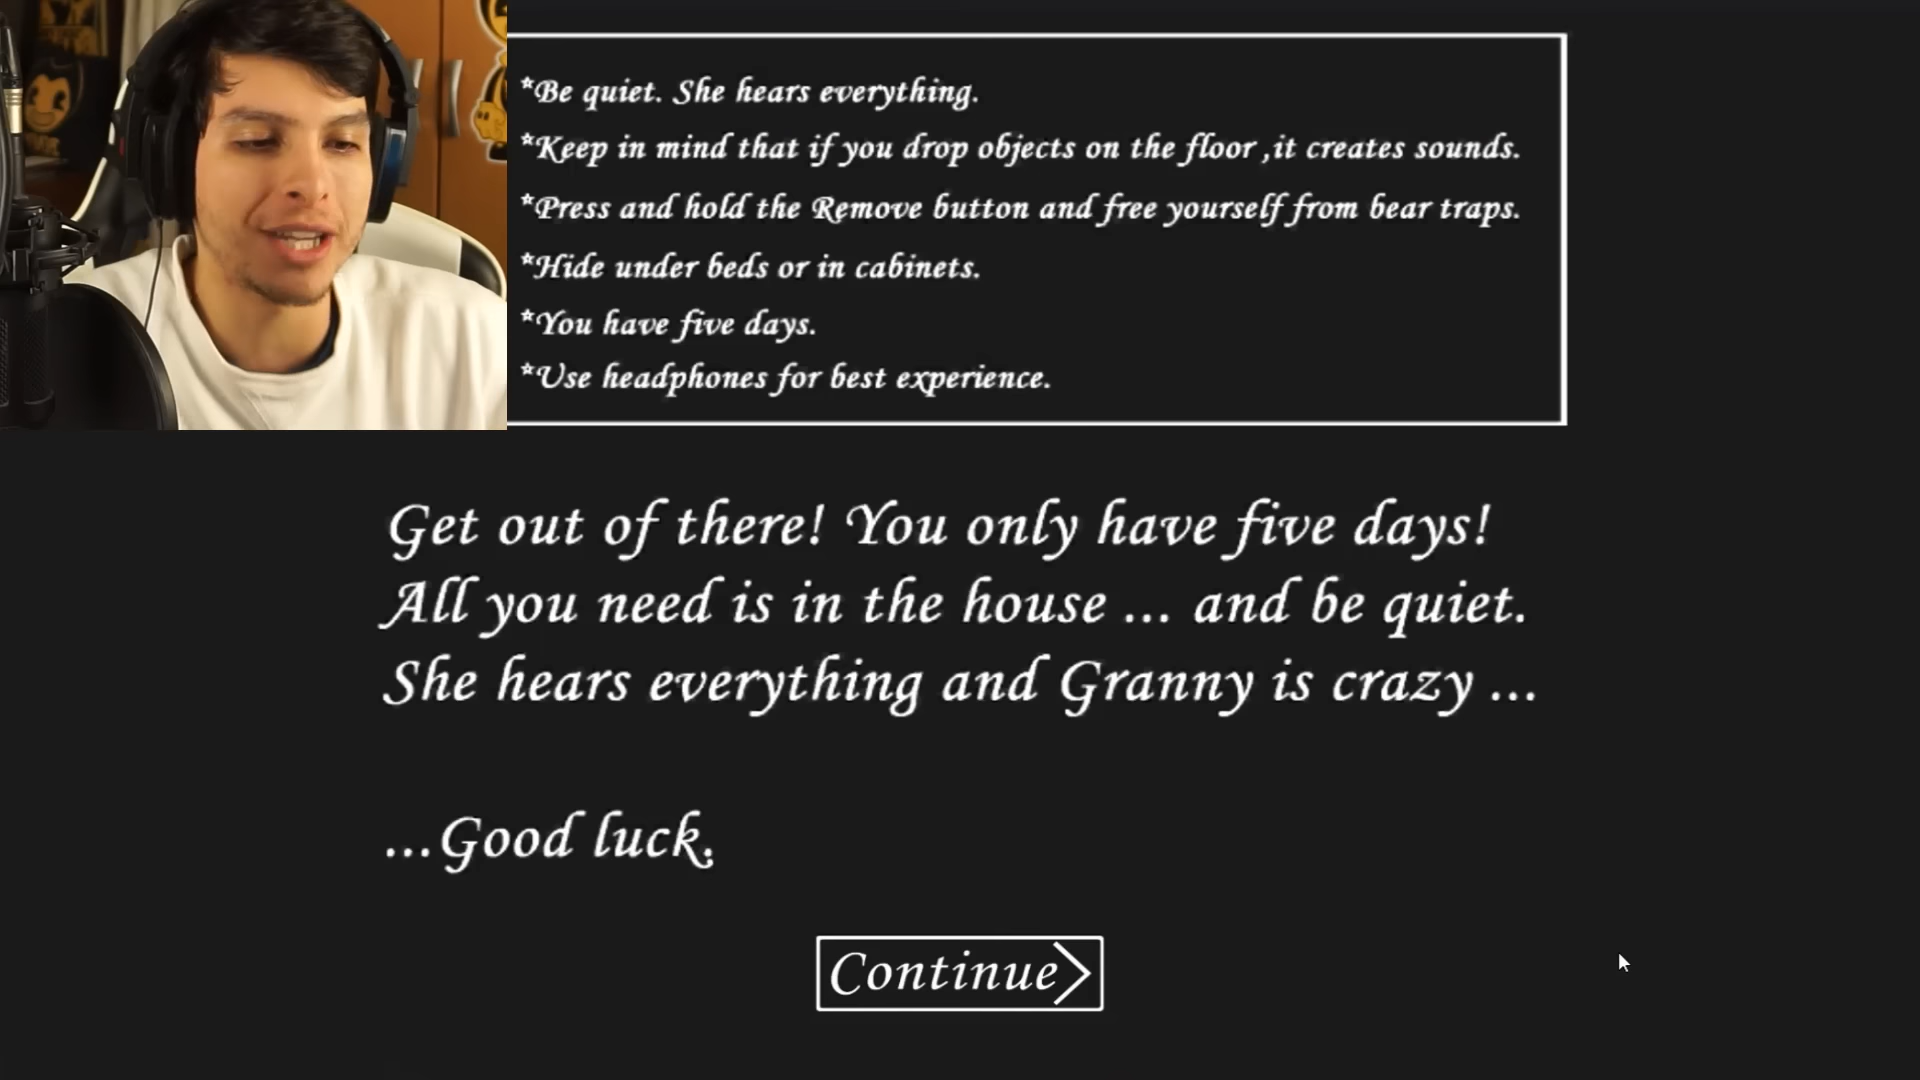 *Be quiet. She hears everything.
*Keep in mind that if you drop objects on the floor ,it creates sounds.
*Press and hold the Remove button and free yourself from bear traps.
*Hide under beds or in cabinets.
*You have five days.
*Use headphones for best experience.
Get out of there! You only have five days!
All you need is in the house ... and be quiet.
She hears everything and Granny is crazy ...
...Good luck.
Continue